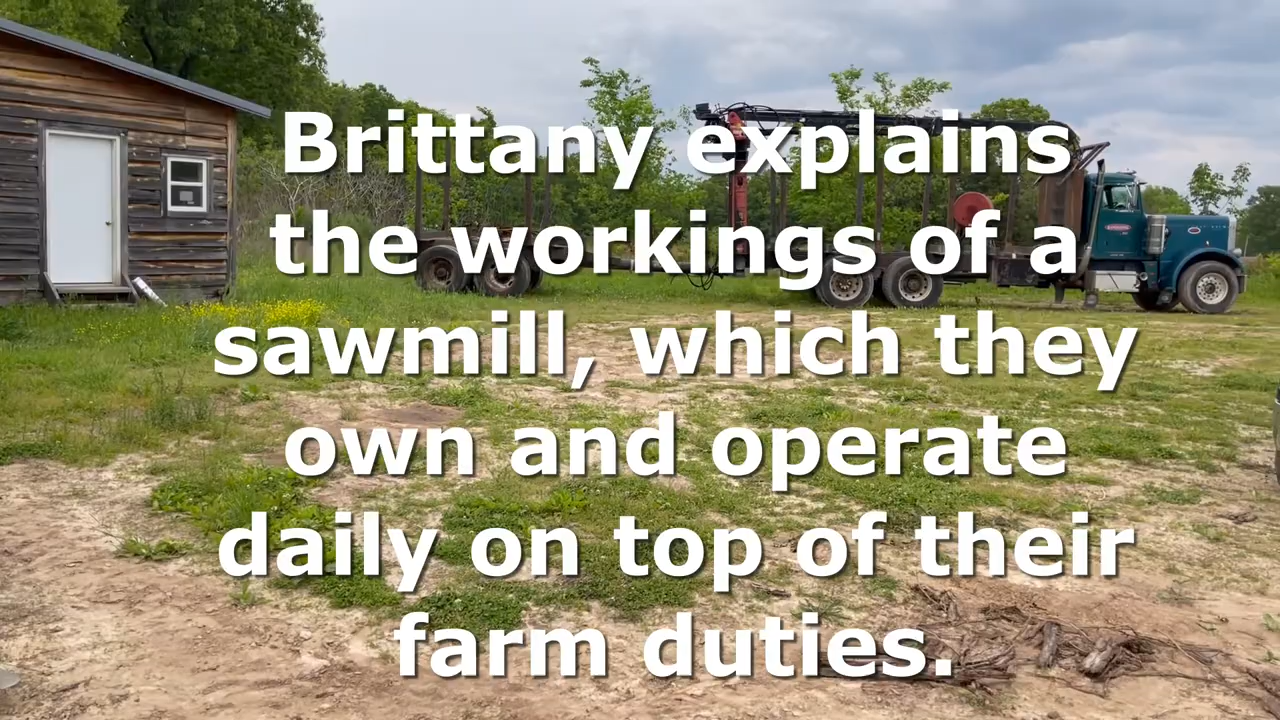 Brittany explains
the workings of a
sawmill, which they
own and operate
daily on top of their
farm duties.